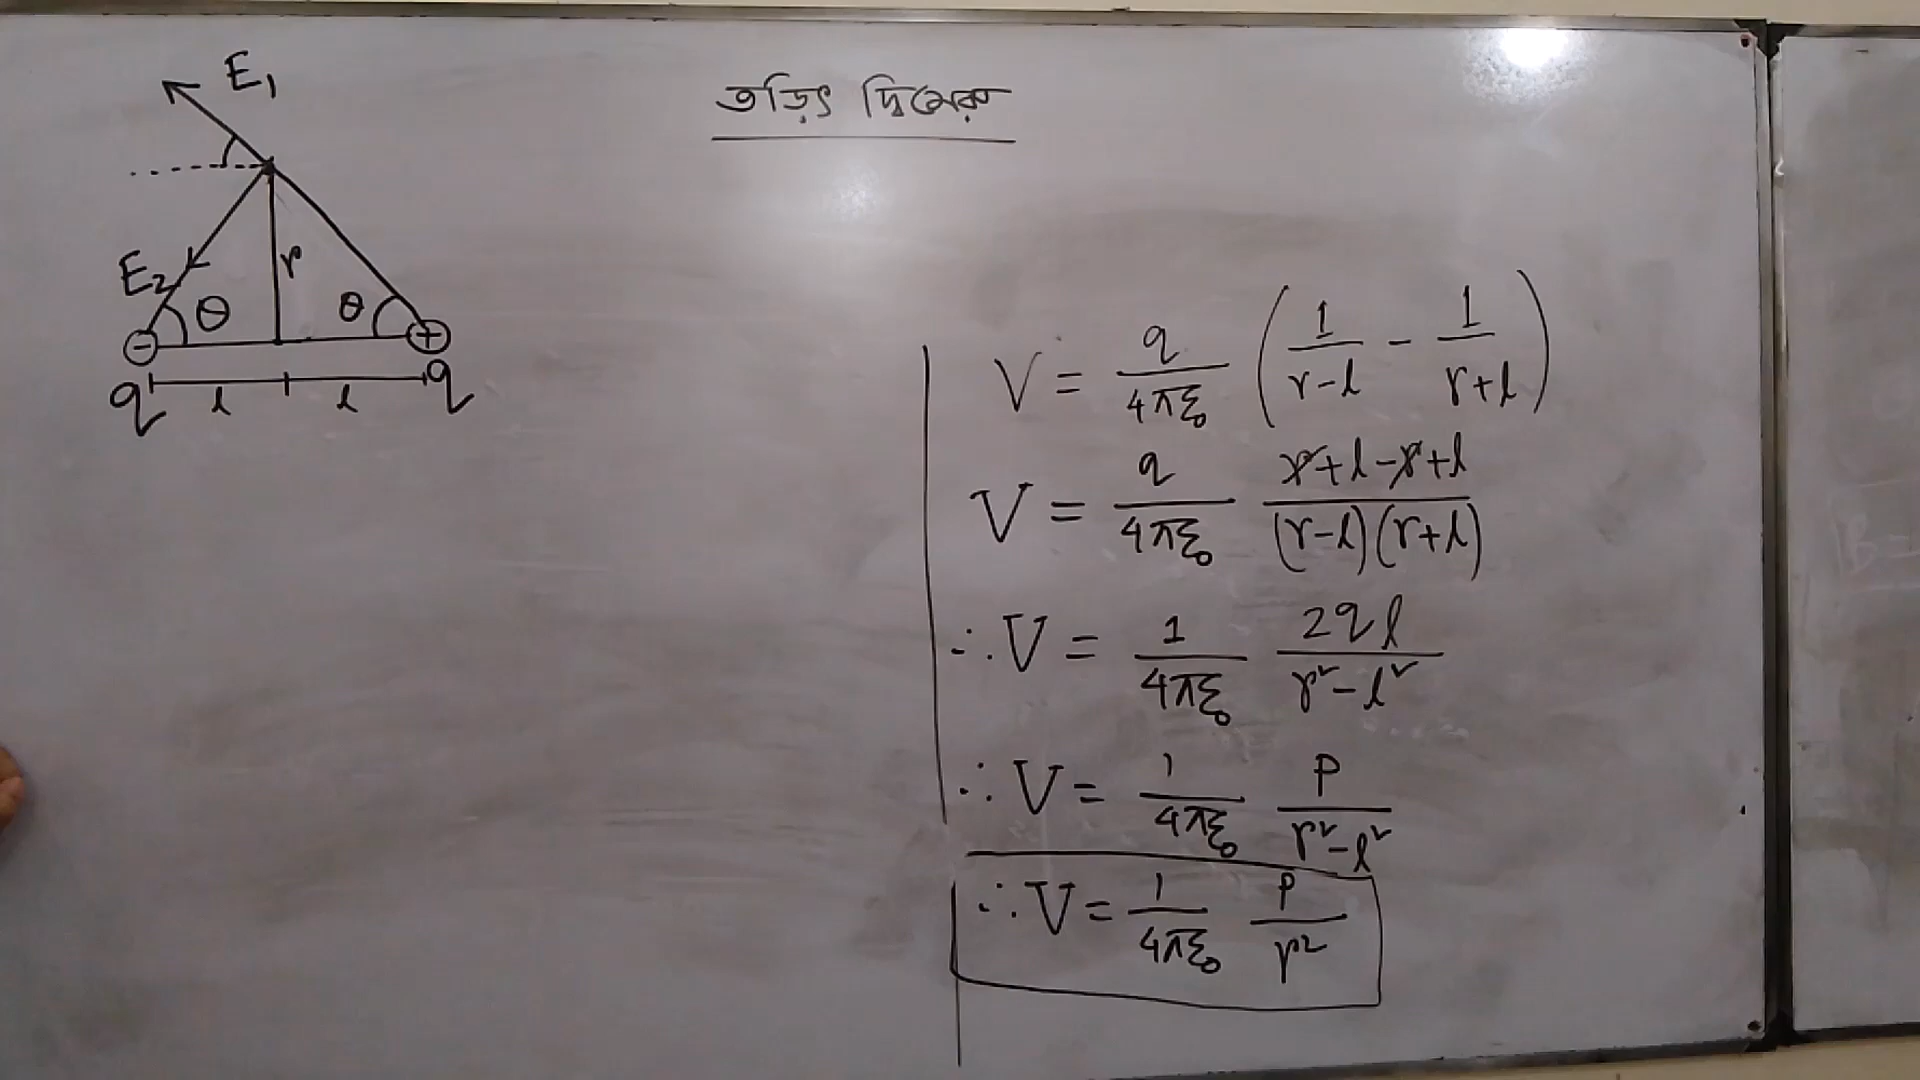 তড়িৎ দ্বিমেরু
E₁
E₂
r
θ θ
- +
q l l q
V = q/4πε₀ (1/r-l - 1/r+l)
V = q/4πε₀ r+l-r+l/(r-l)(r+l)
∴ V = 1/4πε₀ 2ql/r²-l²
∴ V = 1/4πε₀ P/r²-l²
∴ V = 1/4πε₀ P/r²